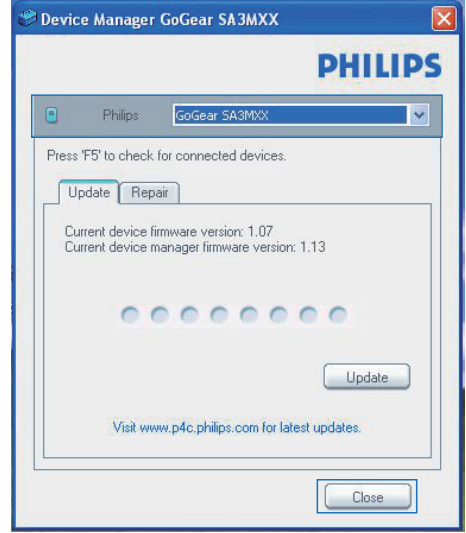 Device Manager GoGear SA3MXX
PHILIPS
Philips GoGear SA3MXX
Press 'F5' to check for connected devices.
Update Repair
Current device firmware version: 1.07
Current device manager firmware version: 1.13
Update
Visit www.p4c.philips.com for latest updates.
Close